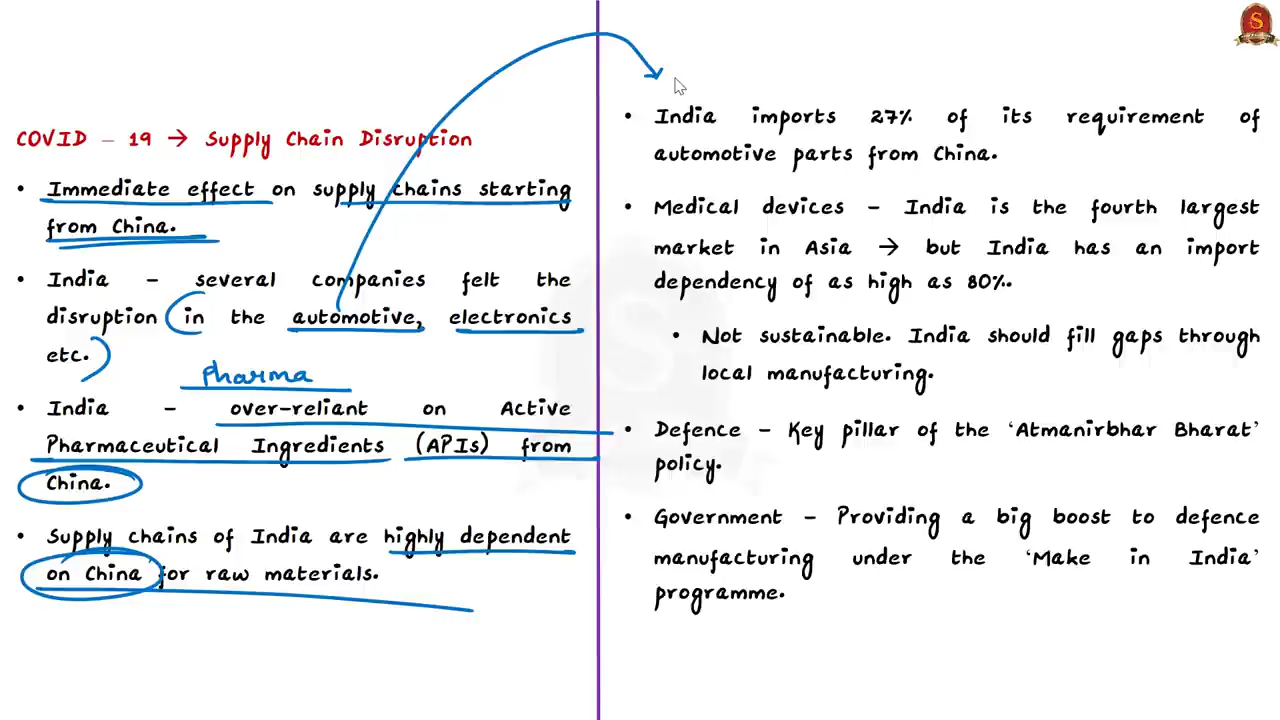 COVID – 19 → Supply Chain Disruption
• Immediate effect on supply chains starting
from China.
• India – several companies felt the
disruption (in the automotive, electronics
etc.)
Pharma
• India – over-reliant on Active
Pharmaceutical Ingredients (APIs) from
China.
• Supply chains of India are highly dependent
on China for raw materials.
• India imports 27% of its requirement of
automotive parts from China.
• Medical devices – India is the fourth largest
market in Asia → but India has an import
dependency of as high as 80%.
• Not sustainable. India should fill gaps through
local manufacturing.
• Defence – Key pillar of the ‘Atmanirbhar Bharat’
policy.
• Government – Providing a big boost to defence
manufacturing under the ‘Make in India’
programme.
S